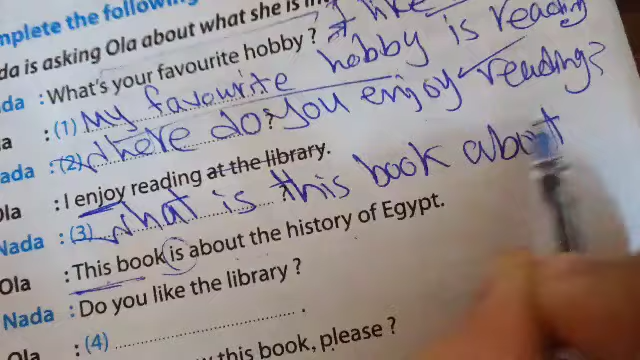 mplete the following
da is asking Ola about what she is in
I like
ada : What's your favourite hobby ?
la : (1) My favourite hobby is reading
Nada : (2) where do you enjoy reading?
Ola : I enjoy reading at the library.
Nada : (3) what is this book about
Ola : This book is about the history of Egypt.
Nada : Do you like the library ?
Ola : (4) .
this book, please ?